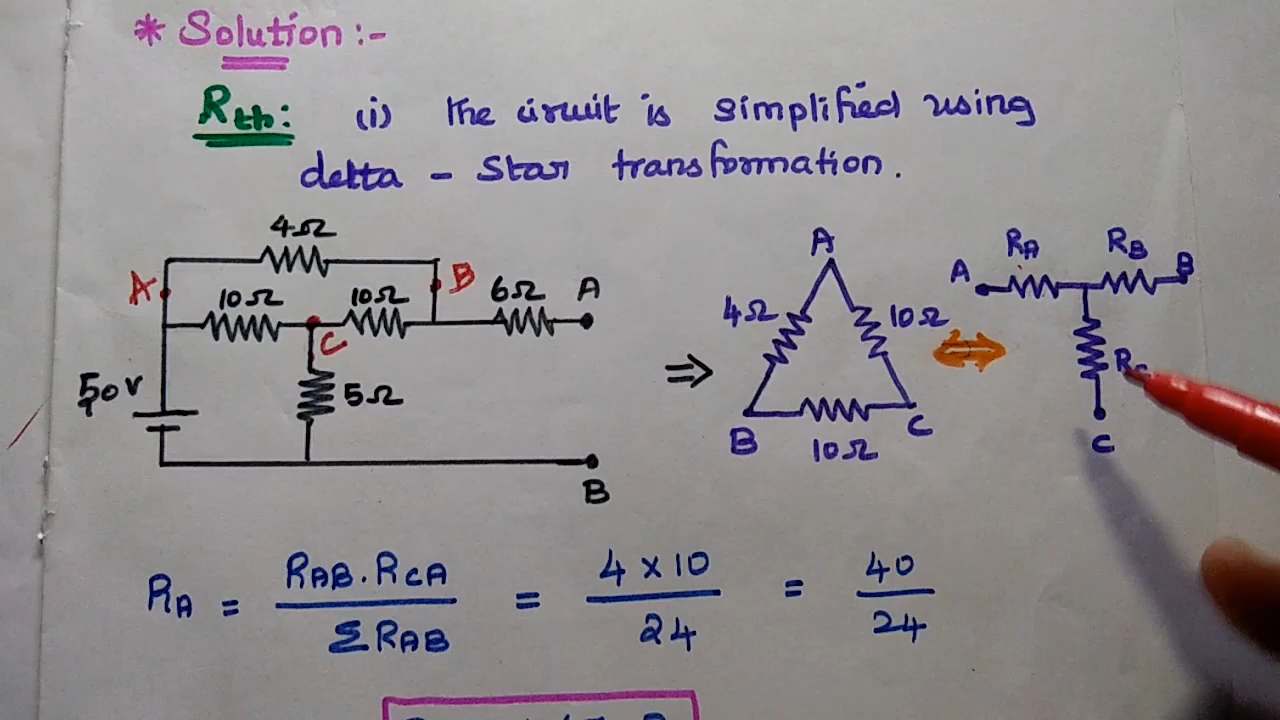 * Solution :-
Rth: (i) The circuit is simplified using
delta - Star transformation.
4Ω
A
B
10Ω
10Ω
6Ω
A
C
50V
5Ω
B
A
4Ω
10Ω
B
10Ω
C
⇒
⇔
RA
RB
A
B
C
RA = RAB.RCA / ΣRAB = 4 x 10 / 24 = 40 / 24